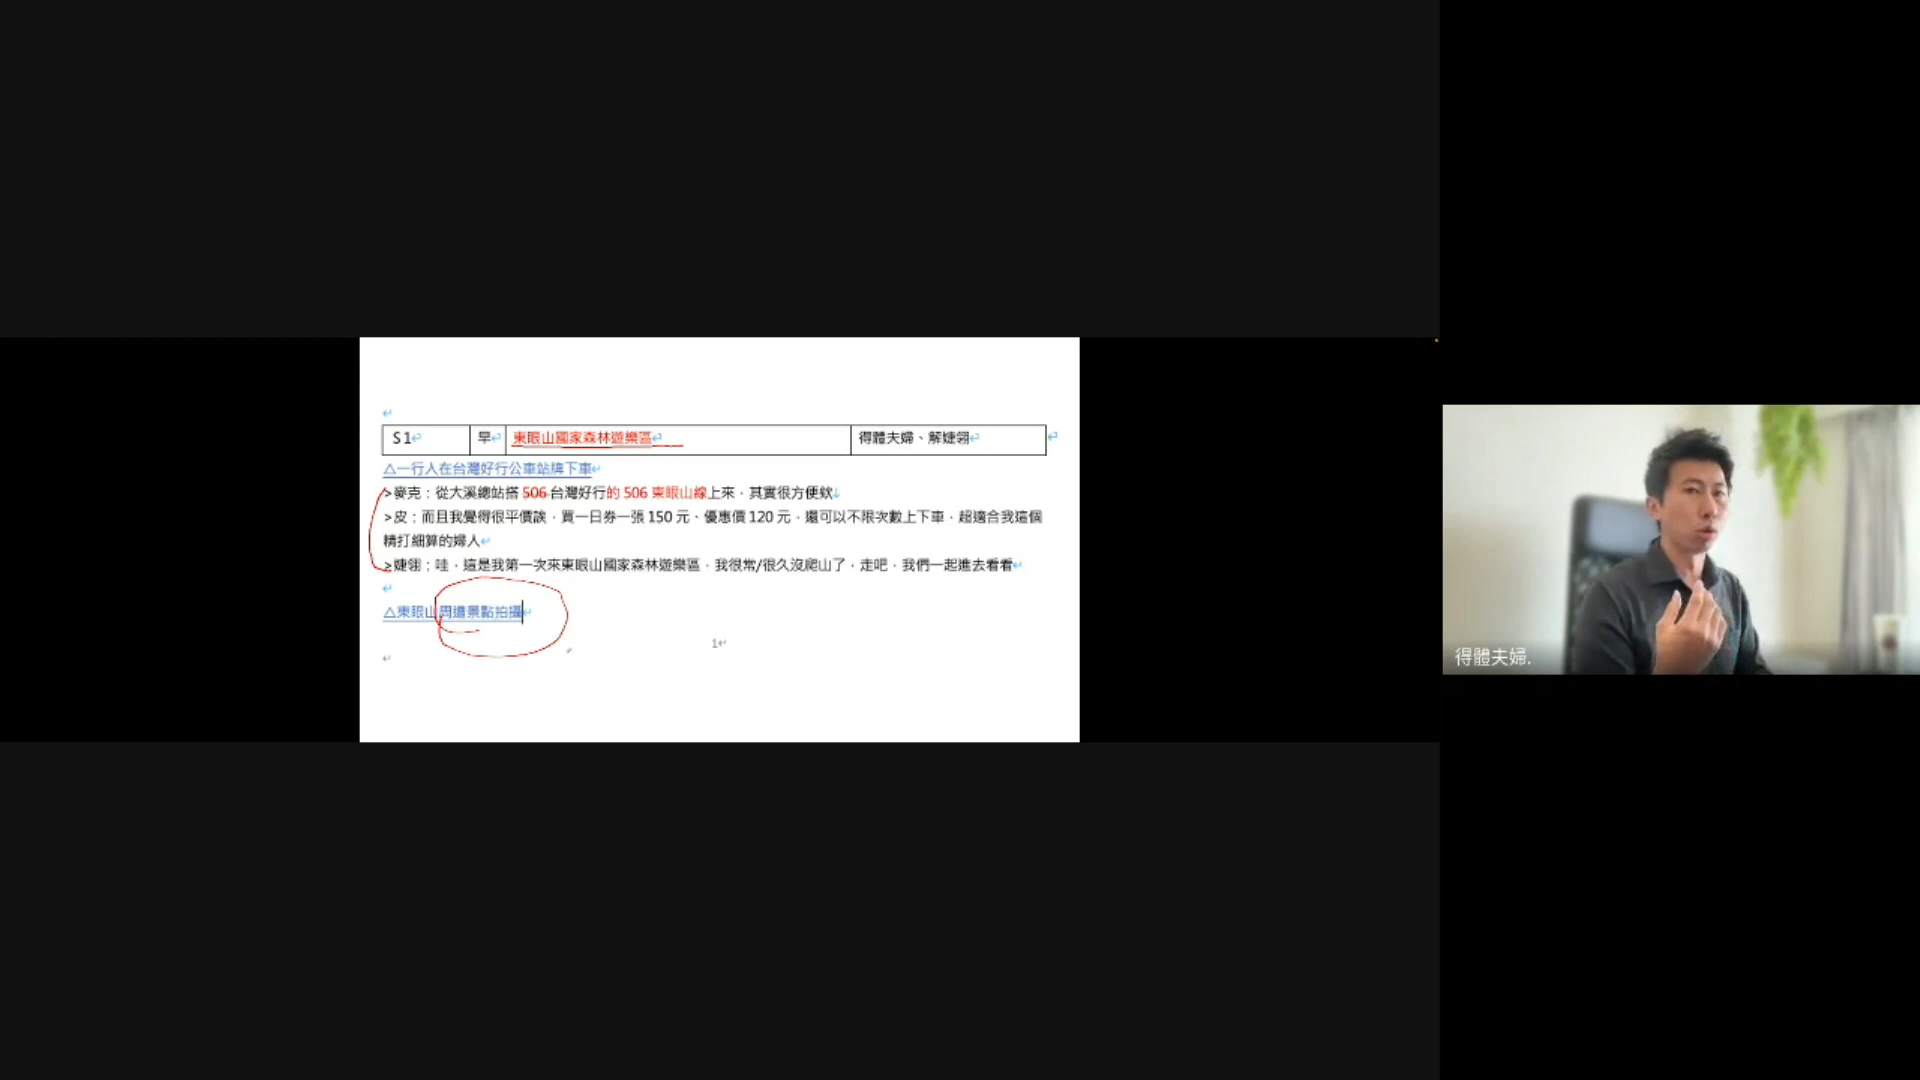 S1 早 東眼山國家森林遊樂區 得體夫婦、解婕翎
△一行人在台灣好行公車站牌下車
>麥克：從大溪總站搭 506 台灣好行的 506 東眼山線上來，其實很方便欸
>皮：而且我覺得很平價誒，買一日券一張 150 元、優惠價 120 元，還可以不限次數上下車，超適合我這個
精打細算的婦人
>婕翎：哇，這是我第一次來東眼山國家森林遊樂區，我很常/很久沒爬山了，走吧，我們一起進去看看
△東眼山周遭景點拍攝
1
得體夫婦.